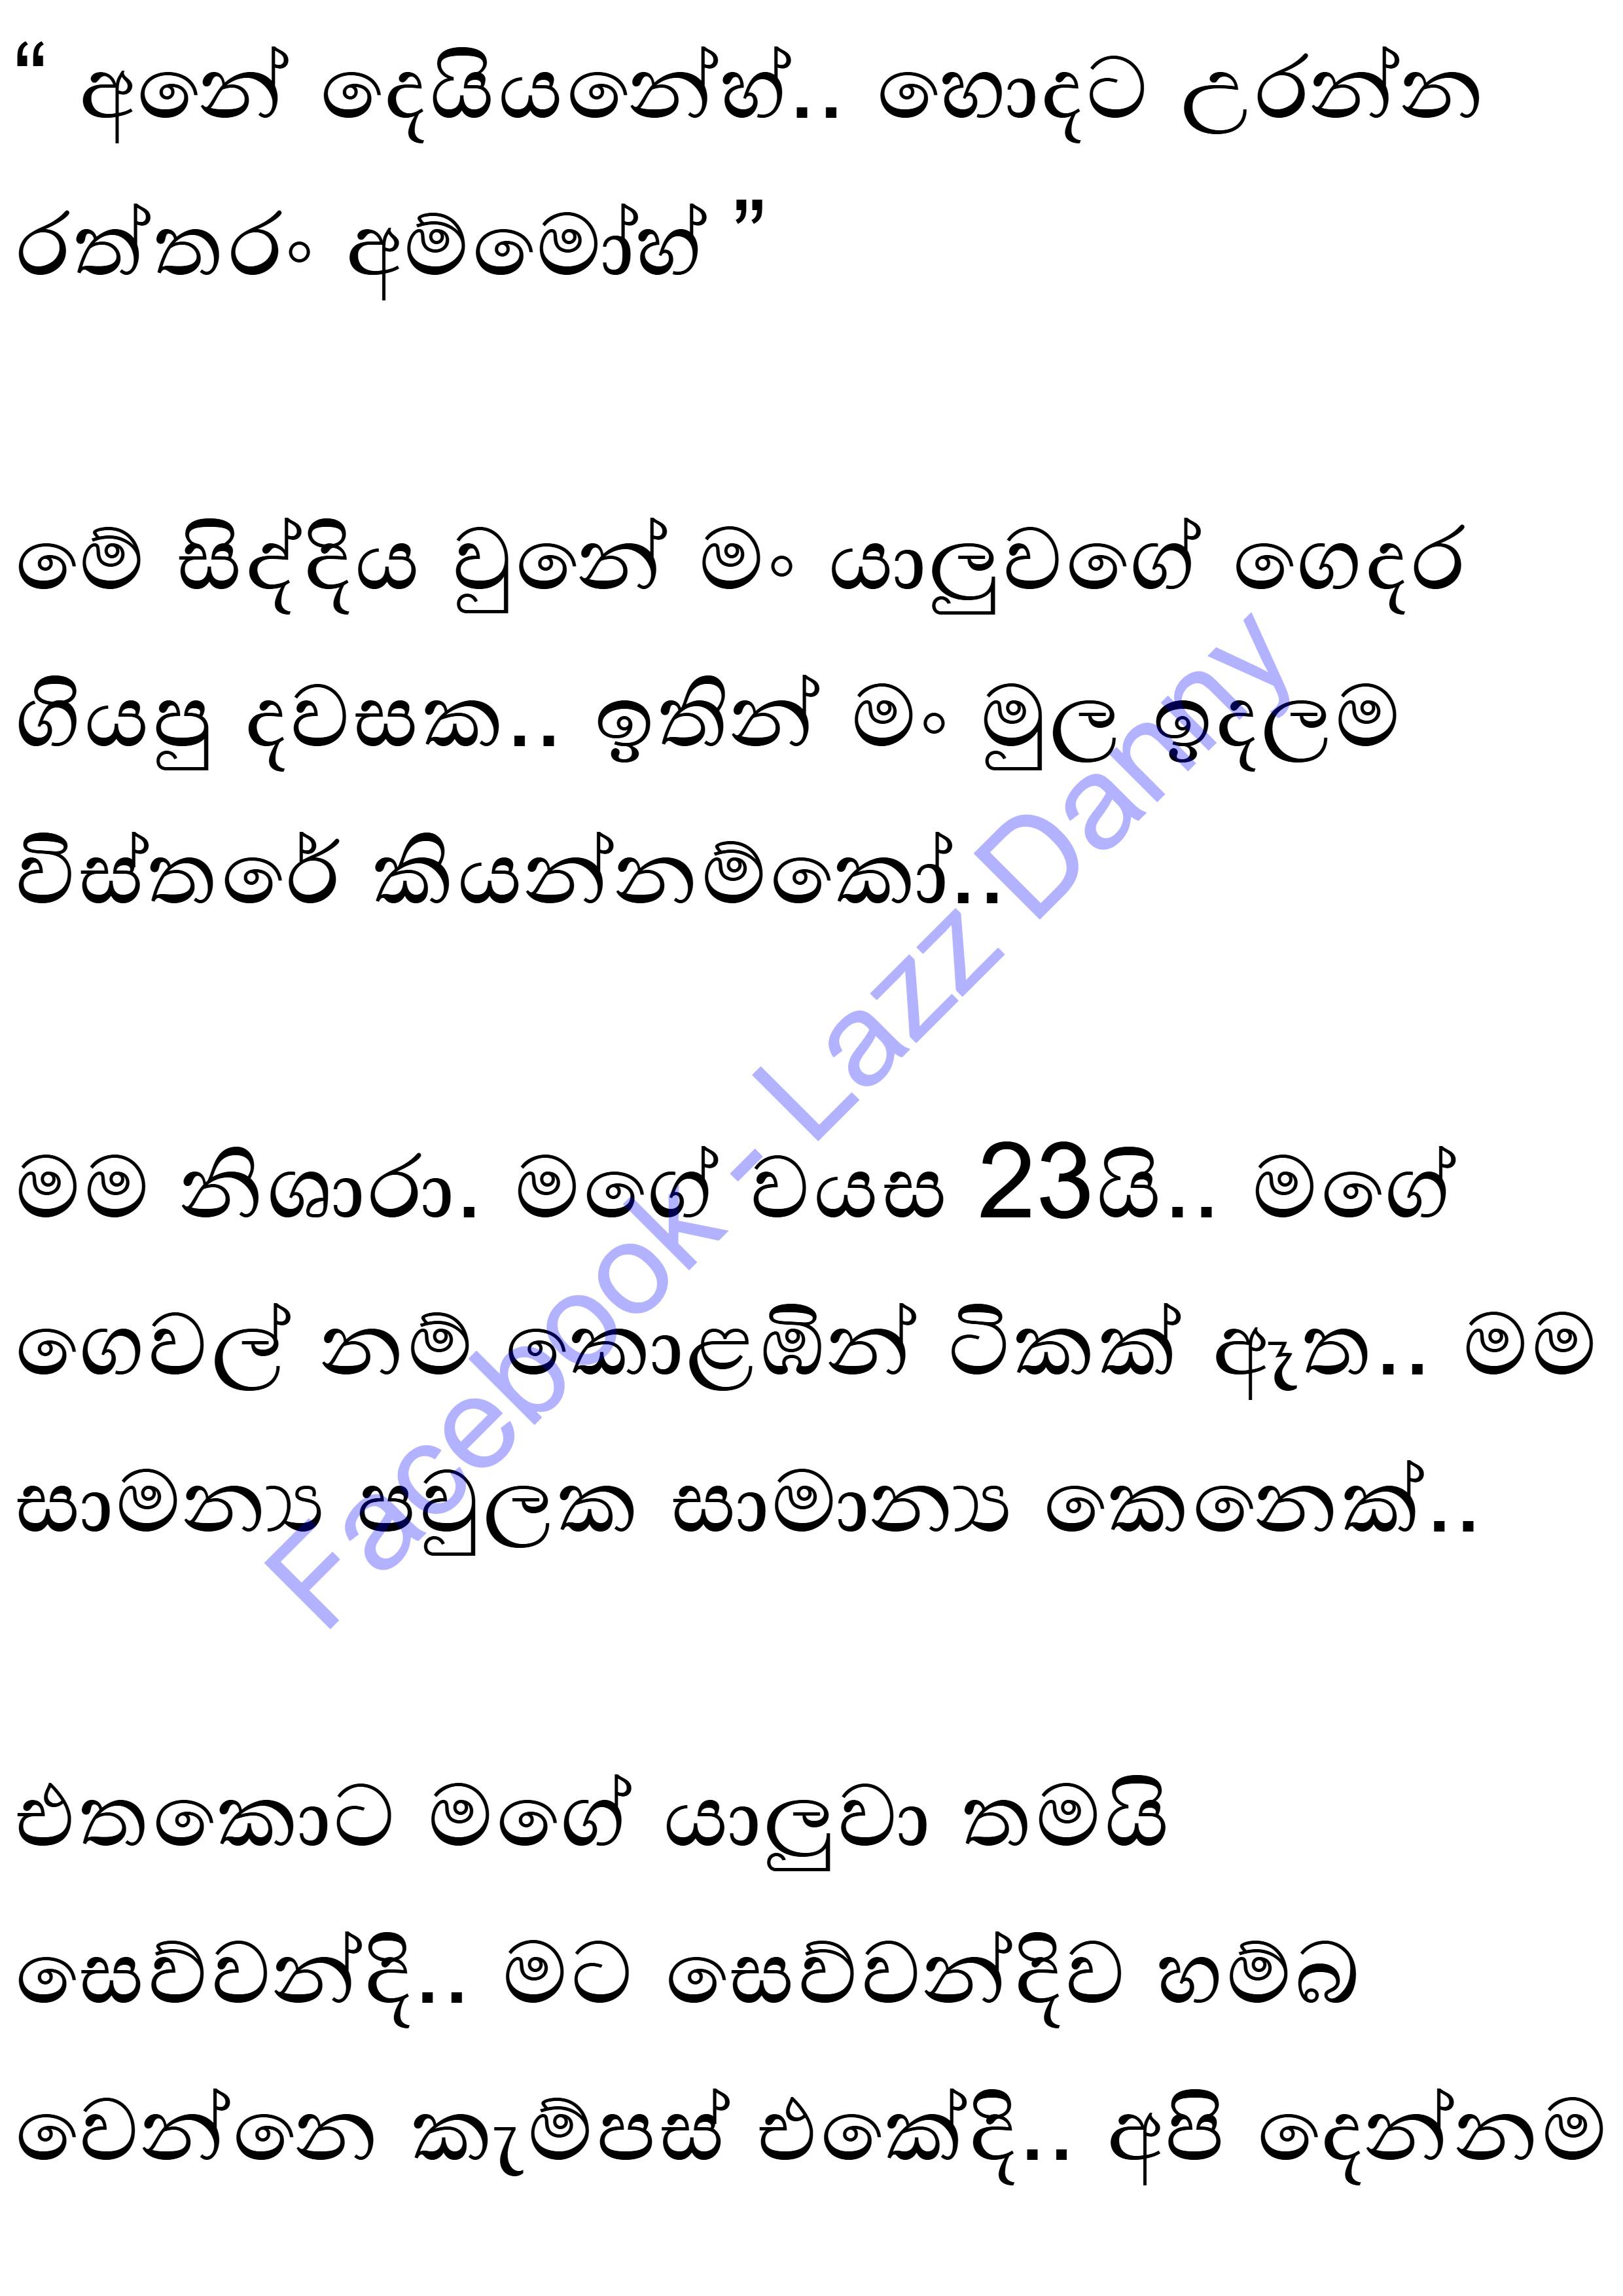 “ අනේ දෙයියනේහ්.. හොදට උරන්න
රත්තරං අම්මෝහ් ”
මේ සිද්දිය වුනේ මං යාලුවගේ ගෙදර
ගියපු දවසක.. ඉතින් මං මුල ඉදලම
විස්තරේ කියන්නම්කෝ..
මම නිශාරා. මගේ වයස 23යි.. මගේ
ගෙවල් නම් කොළඹින් ටිකක් ඈත.. මම
සාමන්‍ය පවුලක සාමාන්‍ය කෙනෙක්..
එතකොට මගේ යාලුවා තමයි
සෙව්වන්දි.. මට සෙව්වන්දිව හම්බ
වෙන්නෙ කැම්පස් එකේදි.. අපි දෙන්නම
Facebook - Lazz Danny